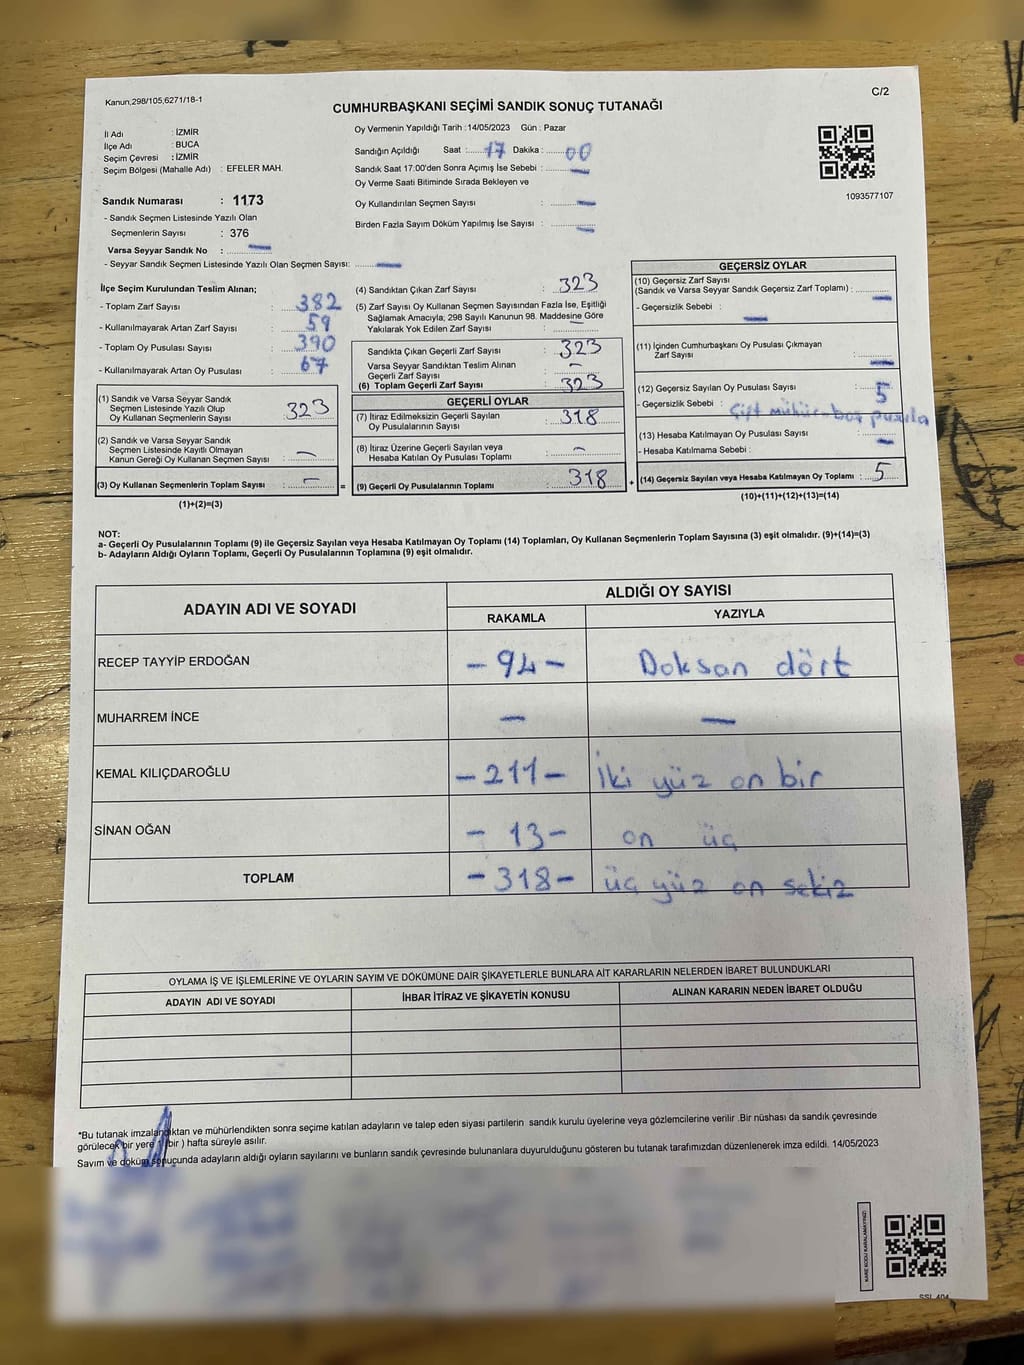 Kanun,298/105,6271/18-1
C/2
CUMHURBAŞKANI SEÇİMİ SANDIK SONUÇ TUTANAĞI
Oy Vermenin Yapıldığı Tarih :14/05/2023 Gün : Pazar
İl Adı : İZMİR
İlçe Adı : BUCA
Seçim Çevresi : İZMİR
Seçim Bölgesi (Mahalle Adı) : EFELER MAH.
Sandık Numarası : 1173
- Sandık Seçmen Listesinde Yazılı Olan
Seçmenlerin Sayısı : 376
Varsa Seyyar Sandık No : —
- Seyyar Sandık Seçmen Listesinde Yazılı Olan Seçmen Sayısı: —
Sandığın Açıldığı Saat : 17 Dakika : 00
Sandık Saat 17:00'den Sonra Açımış İse Sebebi : —
Oy Verme Saati Bitiminde Sırada Bekleyen ve
Oy Kullandırılan Seçmen Sayısı : —
Birden Fazla Sayım Döküm Yapılmış İse Sayısı : —
1093577107
İlçe Seçim Kurulundan Teslim Alınan;
- Toplam Zarf Sayısı : 382
- Kullanılmayarak Artan Zarf Sayısı : 59
- Toplam Oy Pusulası Sayısı : 390
- Kullanılmayarak Artan Oy Pusulası : 67
(1) Sandık ve Varsa Seyyar Sandık
Seçmen Listesinde Yazılı Olup
Oy Kullanan Seçmenlerin Sayısı : 323
(2) Sandık ve Varsa Seyyar Sandık
Seçmen Listesinde Kayıtlı Olmayan
Kanun Gereği Oy Kullanan Seçmen Sayısı : —
(3) Oy Kullanan Seçmenlerin Toplam Sayısı : — =
(1)+(2)=(3)
(4) Sandıktan Çıkan Zarf Sayısı : 323
(5) Zarf Sayısı Oy Kullanan Seçmen Sayısından Fazla İse, Eşitliği
Sağlamak Amacıyla; 298 Sayılı Kanunun 98. Maddesine Göre
Yakılarak Yok Edilen Zarf Sayısı : —
Sandıkta Çıkan Geçerli Zarf Sayısı : 323
Varsa Seyyar Sandıktan Teslim Alınan
Geçerli Zarf Sayısı : —
(6) Toplam Geçerli Zarf Sayısı : 323
GEÇERLİ OYLAR
(7) İtiraz Edilmeksizin Geçerli Sayılan
Oy Pusulalarının Sayısı : 318
(8) İtiraz Üzerine Geçerli Sayılan veya
Hesaba Katılan Oy Pusulası Toplamı : —
(9) Geçerli Oy Pusulalarının Toplamı : 318 +
GEÇERSİZ OYLAR
(10) Geçersiz Zarf Sayısı
(Sandık ve Varsa Seyyar Sandık Geçersiz Zarf Toplamı) : —
- Geçersizlik Sebebi : —
(11) İçinden Cumhurbaşkanı Oy Pusulası Çıkmayan
Zarf Sayısı : —
(12) Geçersiz Sayılan Oy Pusulası Sayısı : 5
- Geçersizlik Sebebi : Çift mühür-boş pusula
(13) Hesaba Katılmayan Oy Pusulası Sayısı : —
- Hesaba Katılmama Sebebi :
(14) Geçersiz Sayılan veya Hesaba Katılmayan Oy Toplamı : 5
(10)+(11)+(12)+(13)=(14)
NOT:
a- Geçerli Oy Pusulalarının Toplamı (9) ile Geçersiz Sayılan veya Hesaba Katılmayan Oy Toplamı (14) Toplamları, Oy Kullanan Seçmenlerin Toplam Sayısına (3) eşit olmalıdır. (9)+(14)=(3)
b- Adayların Aldığı Oyların Toplamı, Geçerli Oy Pusulalarının Toplamına (9) eşit olmalıdır.
ADAYIN ADI VE SOYADI
ALDIĞI OY SAYISI
RAKAMLA YAZIYLA
RECEP TAYYİP ERDOĞAN -94- Doksan dört
MUHARREM İNCE — —
KEMAL KILIÇDAROĞLU -211- İki yüz on bir
SİNAN OĞAN -13- on üç
TOPLAM -318- üç yüz on sekiz
OYLAMA İŞ VE İŞLEMLERİNE VE OYLARIN SAYIM VE DÖKÜMÜNE DAİR ŞİKAYETLERLE BUNLARA AİT KARARLARIN NELERDEN İBARET BULUNDUKLARI
ADAYIN ADI VE SOYADI İHBAR İTİRAZ VE ŞİKAYETİN KONUSU ALINAN KARARIN NEDEN İBARET OLDUĞU
*Bu tutanak imzalandıktan ve mühürlendikten sonra seçime katılan adayların ve talep eden siyasi partilerin sandık kurulu üyelerine veya gözlemcilerine verilir .Bir nüshası da sandık çevresinde
görülecek bir yere 1 (bir ) hafta süreyle asılır.
Sayım ve döküm sonucunda adayların aldığı oyların sayılarını ve bunların sandık çevresinde bulunanlara duyurulduğunu gösteren bu tutanak tarafımızdan düzenlenerek imza edildi. 14/05/2023
KARE KODU KARALAMAYINIZ!